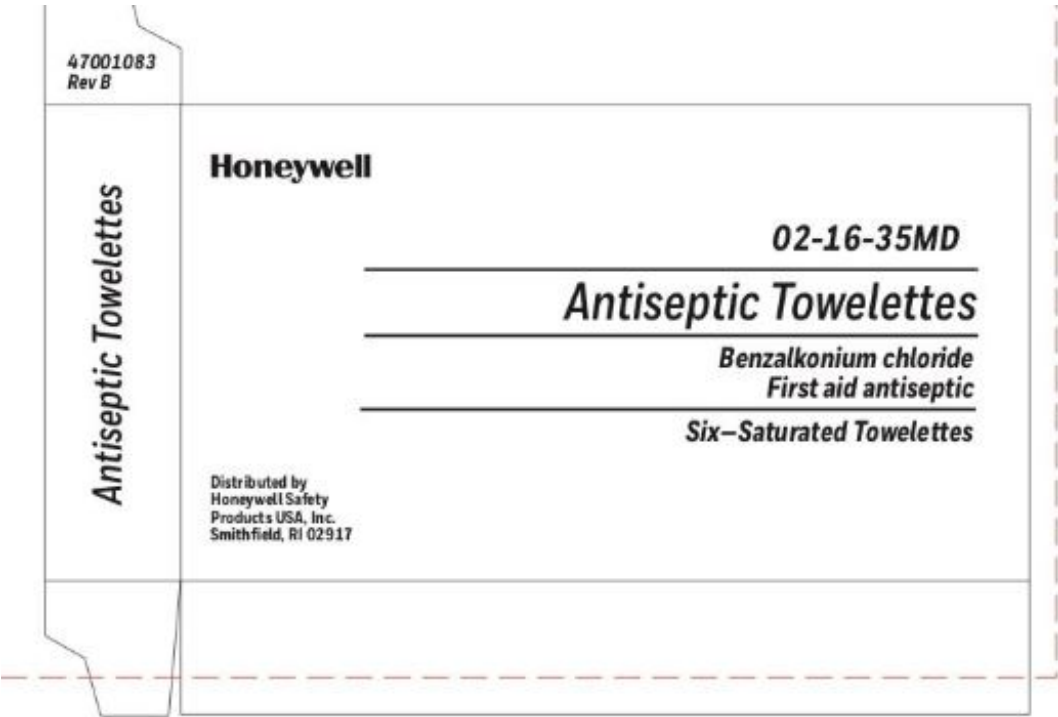 47001083
Rev B
Antiseptic Towelettes
Honeywell
02-16-35MD
Antiseptic Towelettes
Benzalkonium chloride
First aid antiseptic
Six–Saturated Towelettes
Distributed by
Honeywell Safety
Products USA, Inc.
Smithfield, RI 02917